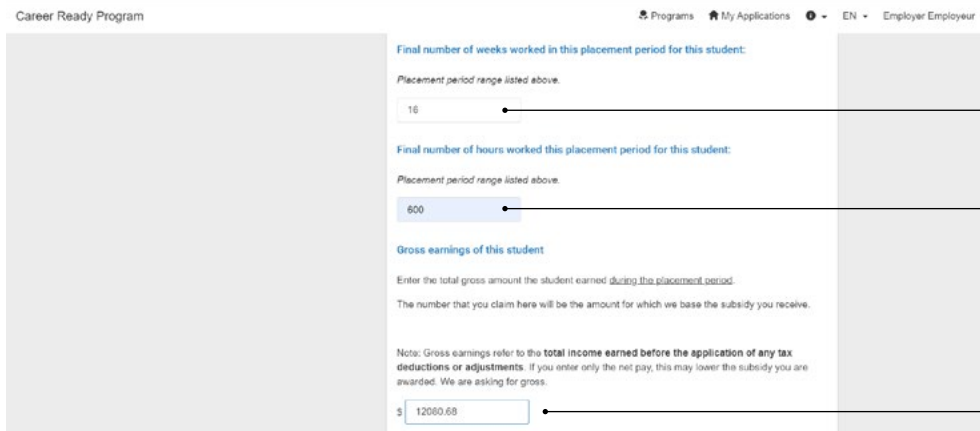 Career Ready Program
Programs My Applications EN Employer Employeur
Final number of weeks worked in this placement period for this student:
Placement period range listed above.
16
Final number of hours worked this placement period for this student:
Placement period range listed above.
600
Gross earnings of this student
Enter the total gross amount the student earned during the placement period.
The number that you claim here will be the amount for which we base the subsidy you receive.
Note: Gross earnings refer to the total income earned before the application of any tax
deductions or adjustments. If you enter only the net pay, this may lower the subsidy you are
awarded. We are asking for gross.
$ 12080.68